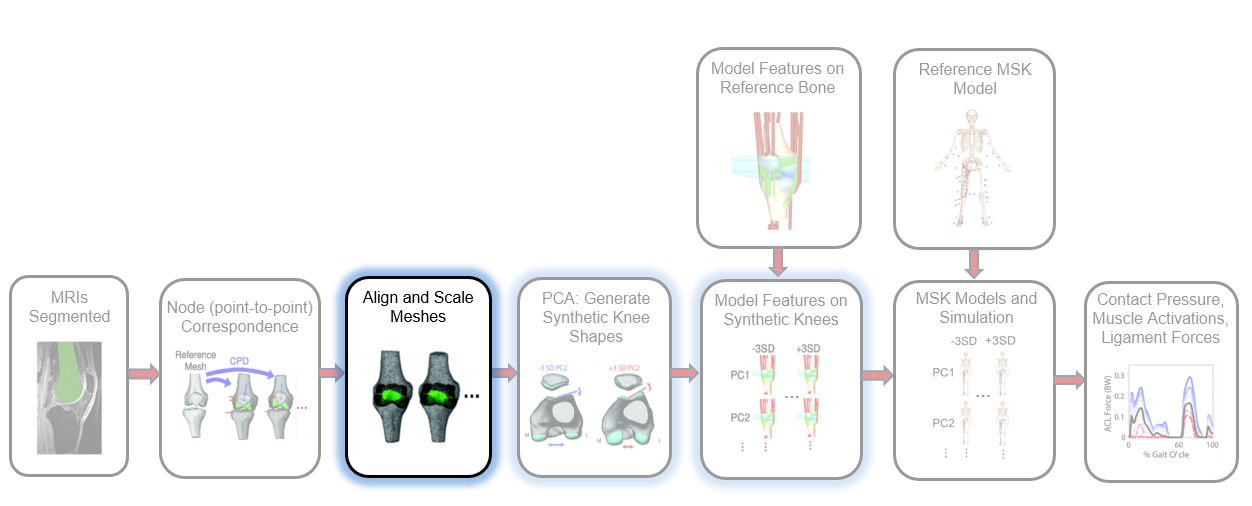 Model Features on
Reference Bone
Reference MSK
Model
MRIs
Segmented
Node (point-to-point)
Correspondence
Reference
Mesh
CPD
...
Align and Scale
Meshes
...
PCA: Generate
Synthetic Knee
Shapes
-3 SD PC2
+3 SD PC2
M
L
M
L
Model Features on
Synthetic Knees
-3SD
+3SD
PC1
...
PC2
MSK Models and
Simulation
-3SD +3SD
PC1
...
PC2
Contact Pressure,
Muscle Activations,
Ligament Forces
ACL Force (BW)
0.3
0.2
0.1
0
0
60
100
% Gait Cycle